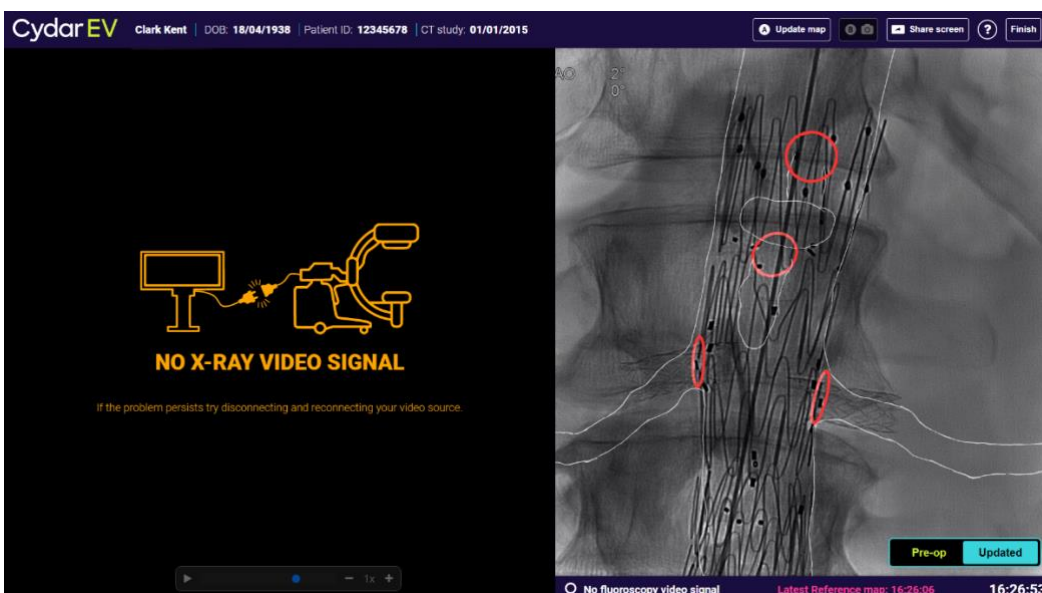 Cydar EV Clark Kent DOB: 18/04/1938 Patient ID: 12345678 CT study: 01/01/2015 A Update map B Share screen ? Finish
AO 2°
0°
NO X-RAY VIDEO SIGNAL
If the problem persists try disconnecting and reconnecting your video source.
Pre-op Updated
1x
No fluoroscopy video signal Latest Reference map: 16:26:06 16:26:53